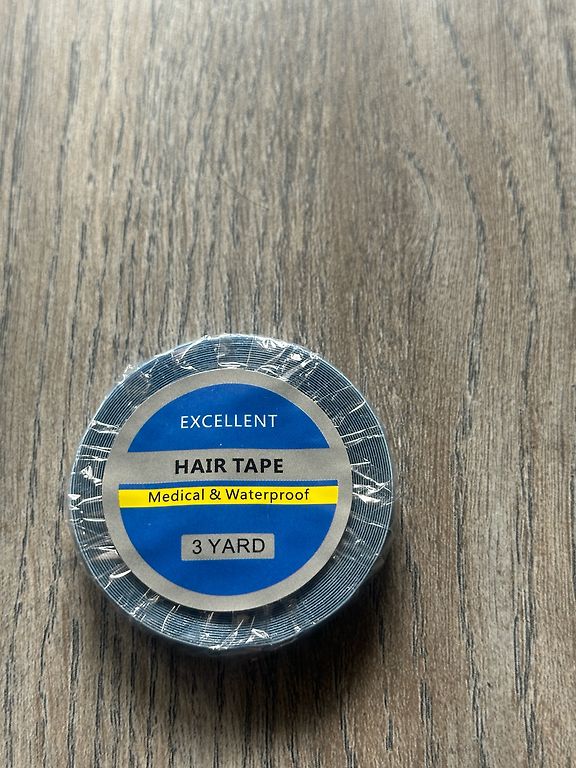 EXCELLENT
HAIR TAPE
Medical & Waterproof
3 YARD